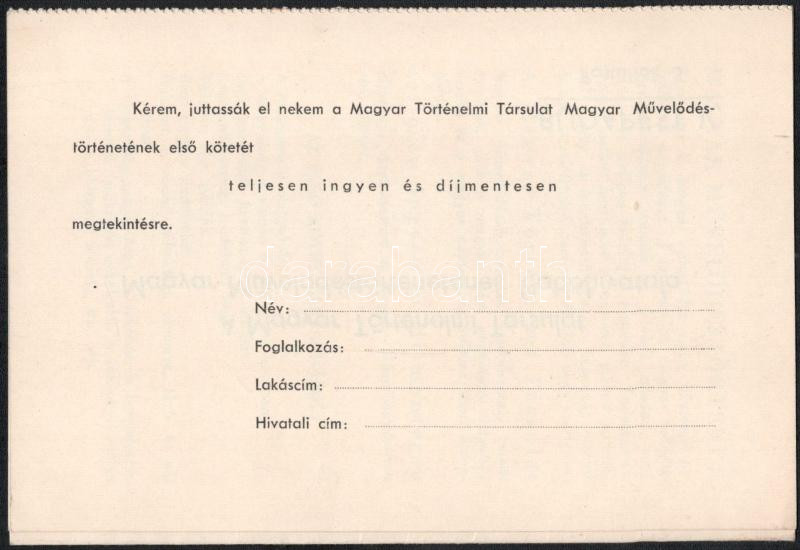 Kérem, juttassák el nekem a Magyar Történelmi Társulat Magyar Művelődés-
történetének első kötetét
teljesen ingyen és díjmentesen
megtekintésre.
darabanth
Név:
Foglalkozás:
Lakáscím:
Hivatali cím: